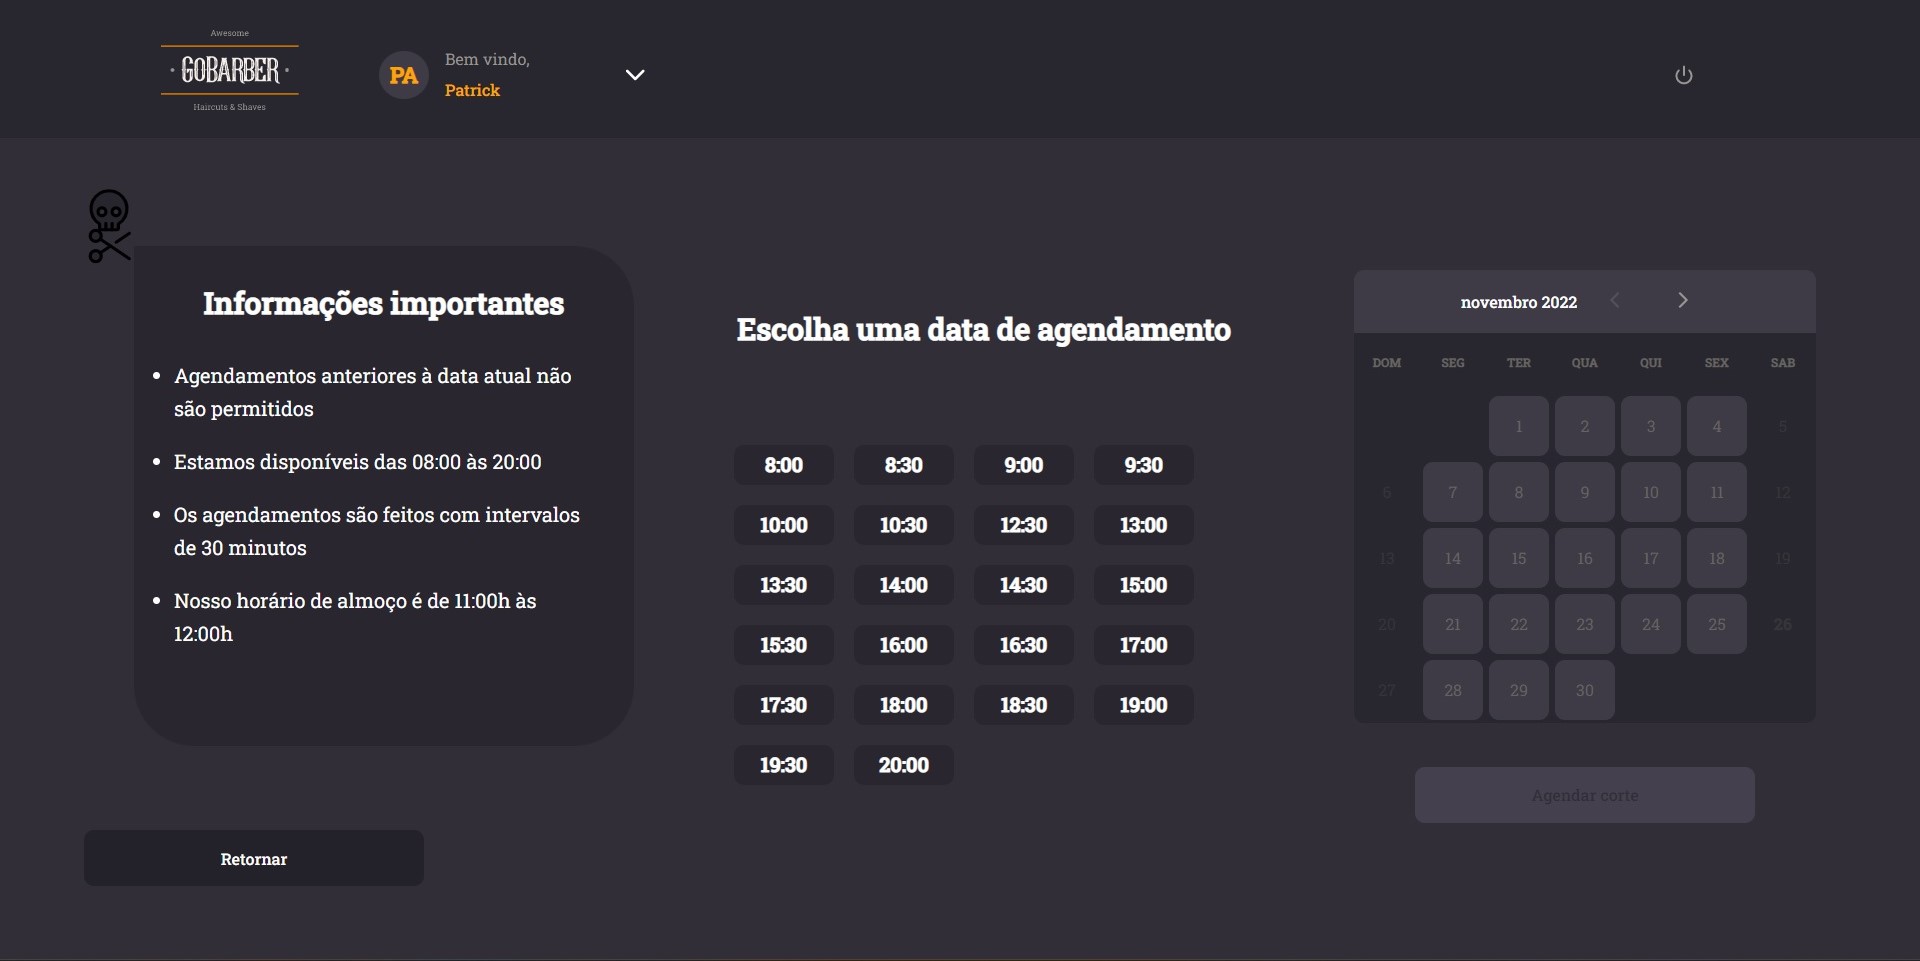 Awesome
· GOBARBER ·
Haircuts & Shaves
PA
Bem vindo,
Patrick
Informações importantes
• Agendamentos anteriores à data atual não
são permitidos
• Estamos disponíveis das 08:00 às 20:00
• Os agendamentos são feitos com intervalos
de 30 minutos
• Nosso horário de almoço é de 11:00h às
12:00h
Retornar
Escolha uma data de agendamento
8:00 8:30 9:00 9:30
10:00 10:30 12:30 13:00
13:30 14:00 14:30 15:00
15:30 16:00 16:30 17:00
17:30 18:00 18:30 19:00
19:30 20:00
novembro 2022
DOM SEG TER QUA QUI SEX SAB
1 2 3 4 5
6 7 8 9 10 11 12
13 14 15 16 17 18 19
20 21 22 23 24 25 26
27 28 29 30
Agendar corte